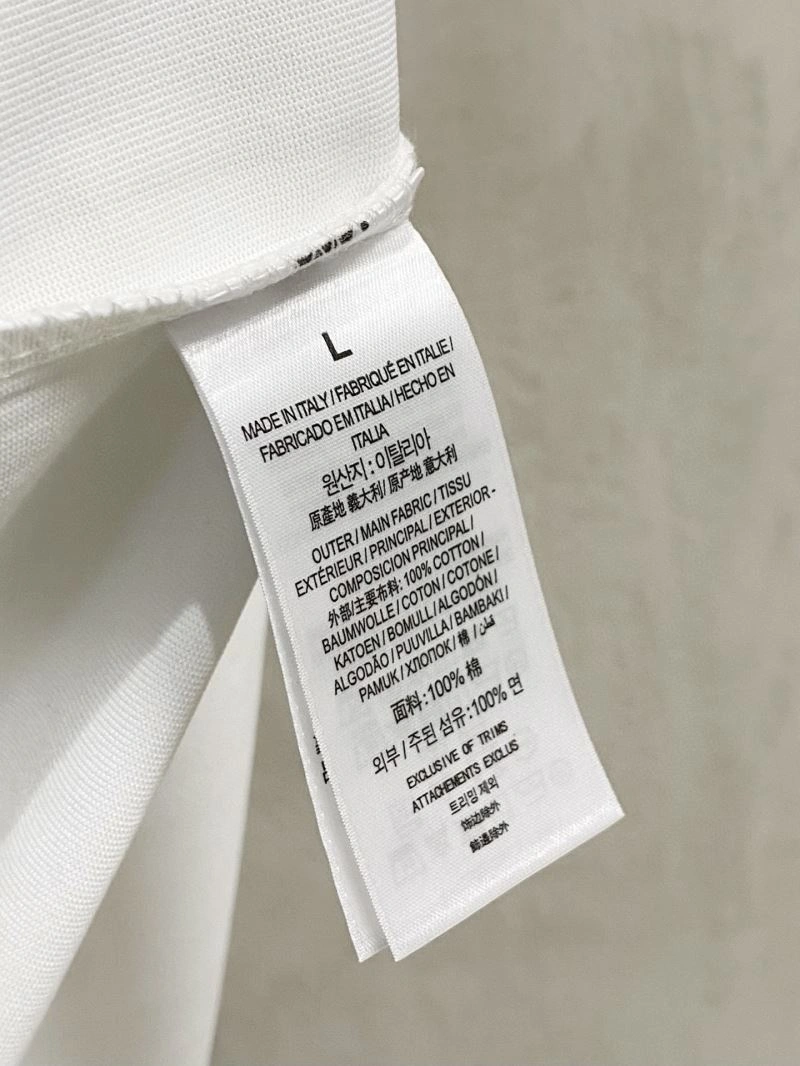 L
MADE IN ITALY / FABRIQUÉ EN ITALIE /
FABRICADO EM ITALIA / HECHO EN
ITALIA
원산지 : 이탈리아
原產地 義大利/ 原产地 意大利
OUTER / MAIN FABRIC / TISSU
EXTÉRIEUR / PRINCIPAL / EXTERIOR -
COMPOSICION PRINCIPAL /
外部/主要布料: 100% COTTON /
BAUMWOLLE / COTON / COTONE /
KATOEN / BOMULL / ALGODÓN /
ALGODÃO / PUUVILLA / BAMBAKI /
PAMUK / ХЛОПОК / 棉 / قطن
面料 : 100% 棉
외부 / 주된 섬유 : 100% 면
EXCLUSIVE OF TRIMS
ATTACHEMENTS EXCLUS
트리밍 제외
饰边除外
飾邊除外